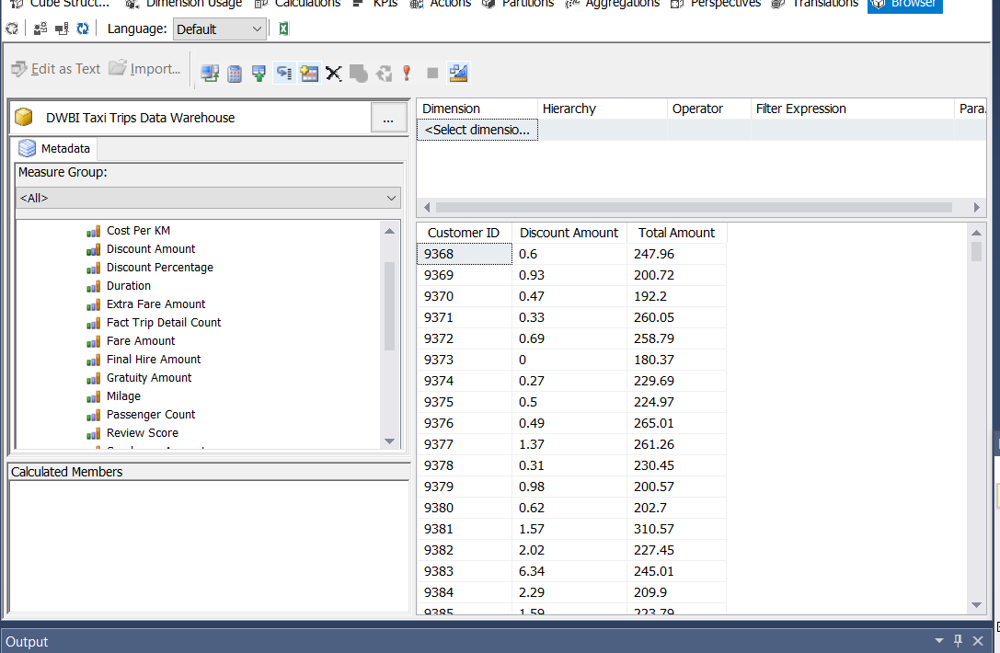 Cube Struct... Dimension Usage Calculations KPIs Actions Partitions Aggregations Perspectives Translations Browser
Language: Default
Edit as Text Import...
DWBI Taxi Trips Data Warehouse ...
Metadata
Measure Group:
<All>
Cost Per KM
Discount Amount
Discount Percentage
Duration
Extra Fare Amount
Fact Trip Detail Count
Fare Amount
Final Hire Amount
Gratuity Amount
Milage
Passenger Count
Review Score
Calculated Members
Dimension Hierarchy Operator Filter Expression Para.
<Select dimensio...
Customer ID Discount Amount Total Amount
9368 0.6 247.96
9369 0.93 200.72
9370 0.47 192.2
9371 0.33 260.05
9372 0.69 258.79
9373 0 180.37
9374 0.27 229.69
9375 0.5 224.97
9376 0.49 265.01
9377 1.37 261.26
9378 0.31 230.45
9379 0.98 200.57
9380 0.62 202.7
9381 1.57 310.57
9382 2.02 227.45
9383 6.34 245.01
9384 2.29 209.9
9385 1.59 223.79
Output